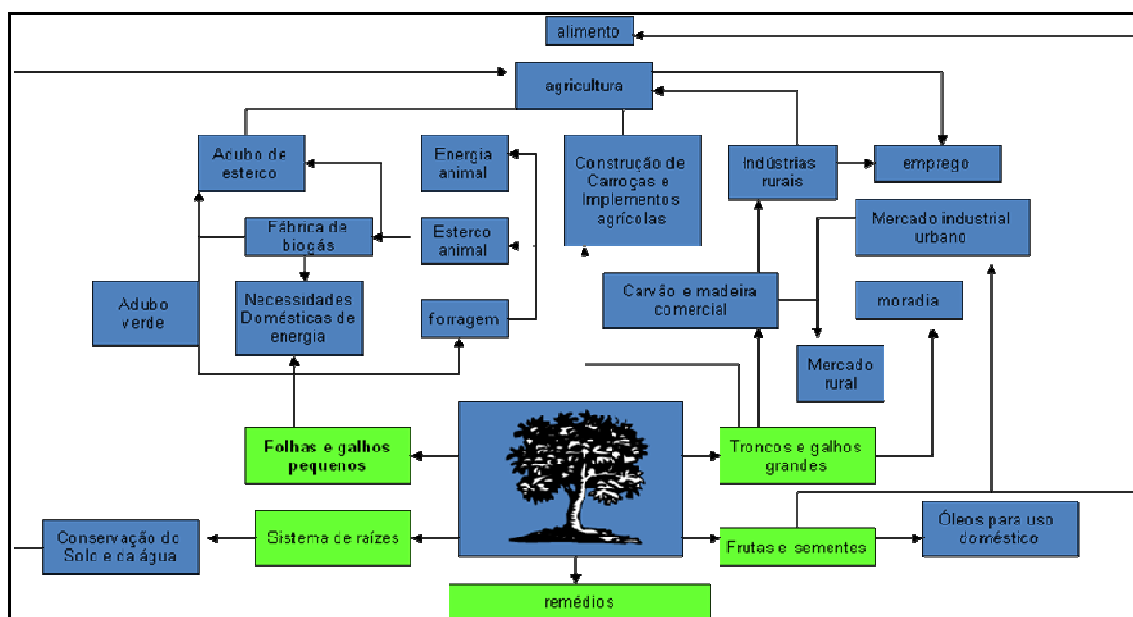 alimento
agricultura
Adubo de
esterco
Energia
animal
Construção de
Carroças e
Implementos
agrícolas
Indústrias
rurais
emprego
Fábrica de
biogás
Esterco
animal
Mercado industrial
urbano
Adubo
verde
Necessidades
Domésticas de
energia
forragem
Carvão e madeira
comercial
moradia
Mercado
rural
Folhas e galhos
pequenos
Troncos e galhos
grandes
Conservação do
Solo e da água
Sistema de raízes
Frutas e sementes
Óleos para uso
doméstico
remédios